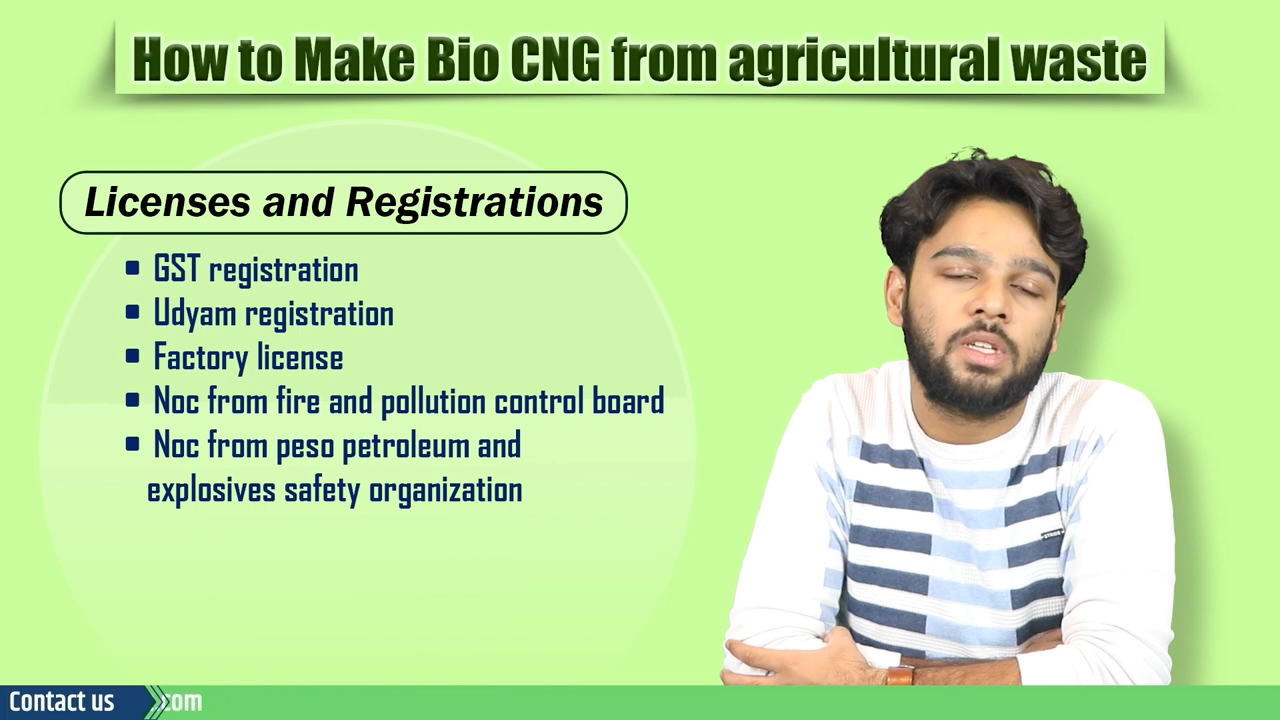 How to Make Bio CNG from agricultural waste
Licenses and Registrations
GST registration
Udyam registration
Factory license
Noc from fire and pollution control board
Noc from peso petroleum and
explosives safety organization
Contact us